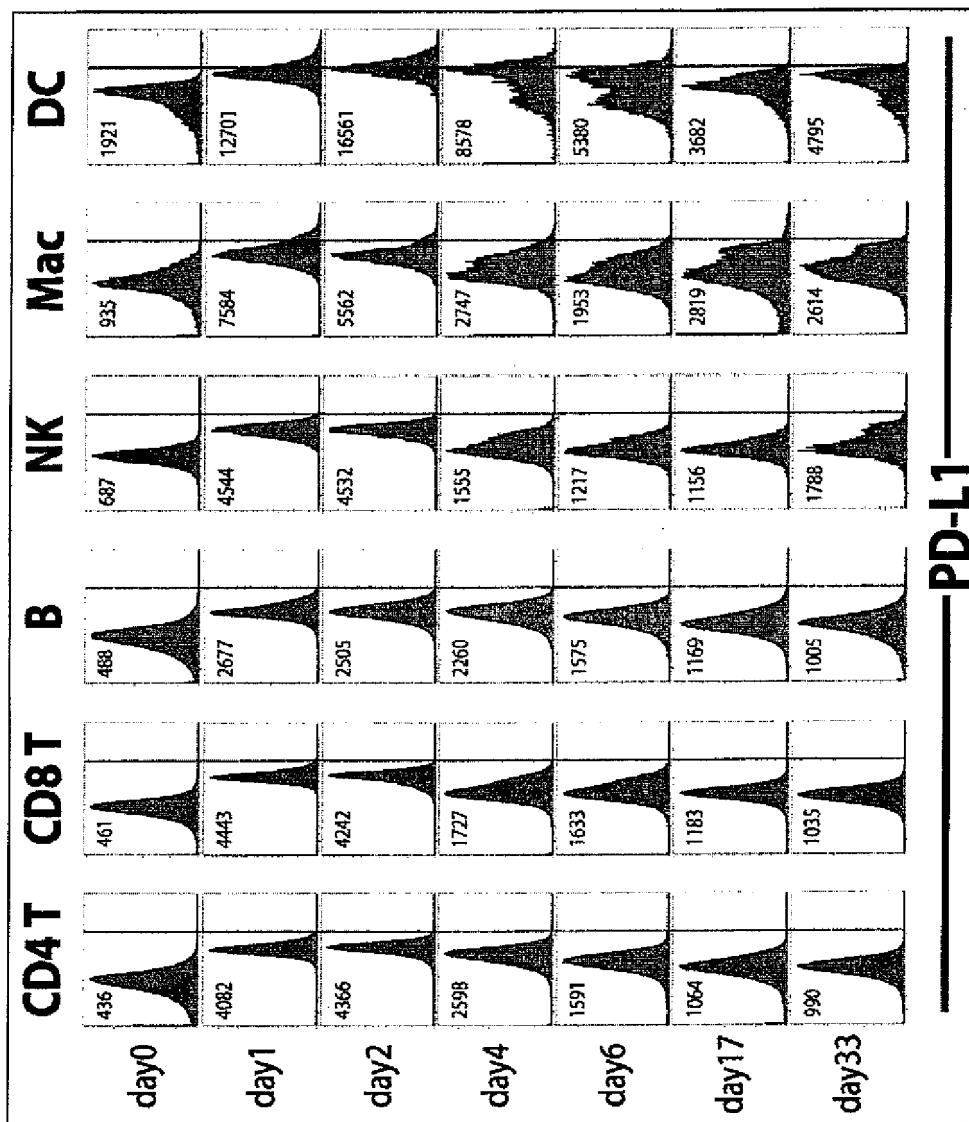 CD4 T CD8 T B NK Mac DC
day0 436 461 488 687 935 1921
day1 4082 4443 2677 4544 7584 12701
day2 4366 4242 2505 4532 5562 16561
day4 2598 1727 2260 1555 2747 8578
day6 1591 1633 1575 1217 1953 5380
day17 1064 1183 1169 1156 2819 3682
day33 990 1035 1005 1788 2614 4795
PD-L1